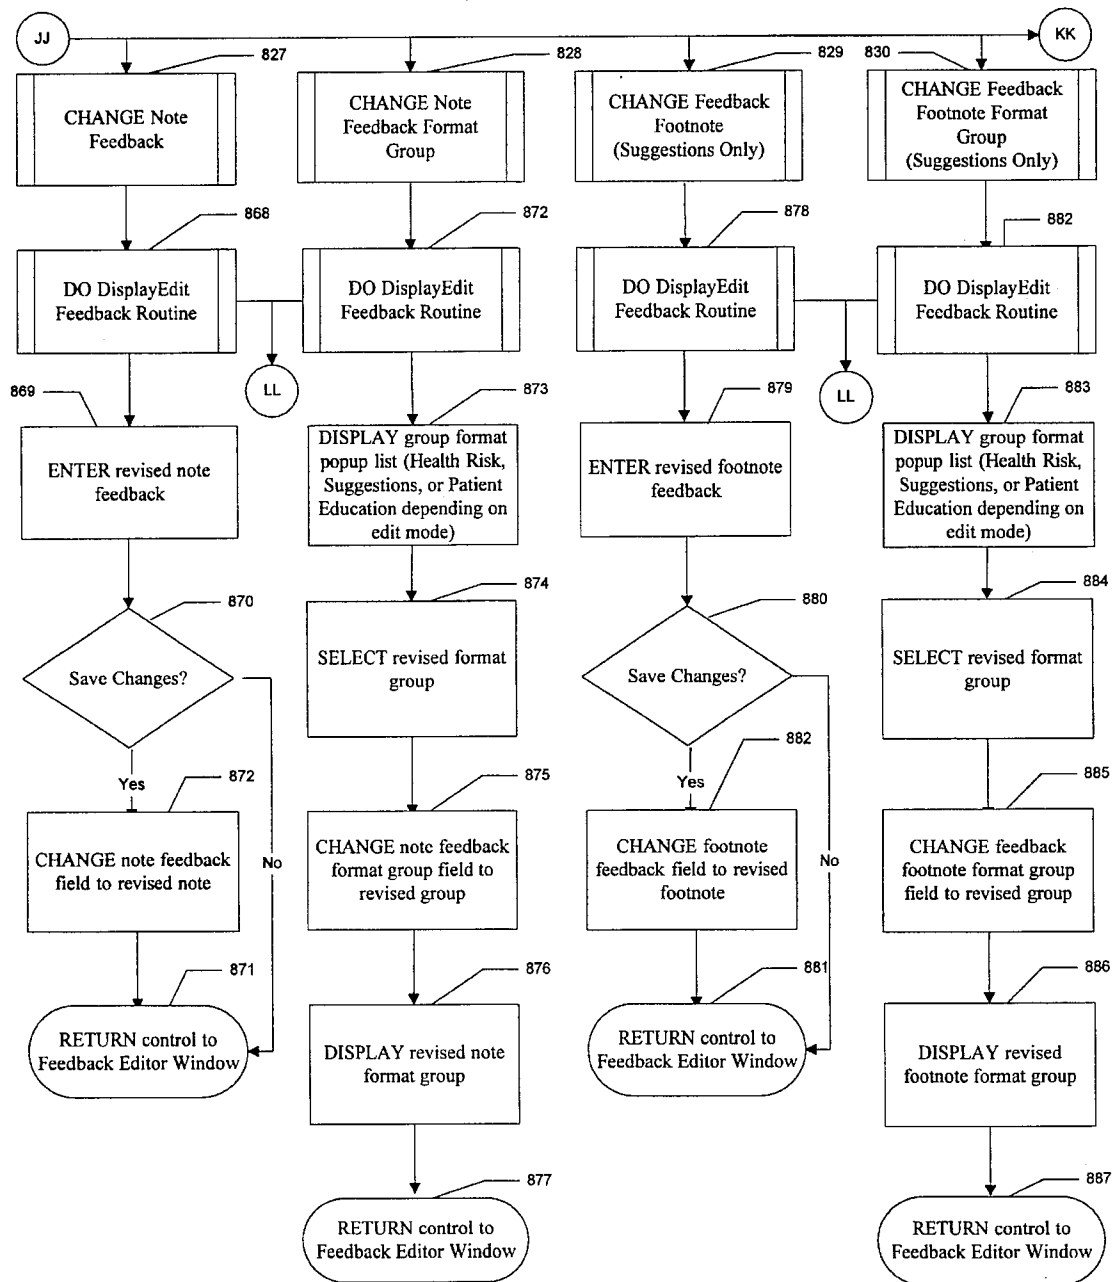 JJ
KK
827
828
829
830
CHANGE Note
Feedback
CHANGE Note
Feedback Format
Group
CHANGE Feedback
Footnote
(Suggestions Only)
CHANGE Feedback
Footnote Format
Group
(Suggestions Only)
868
872
878
882
DO DisplayEdit
Feedback Routine
DO DisplayEdit
Feedback Routine
DO DisplayEdit
Feedback Routine
DO DisplayEdit
Feedback Routine
LL
LL
869
873
879
883
ENTER revised note
feedback
DISPLAY group format
popup list (Health Risk,
Suggestions, or Patient
Education depending on
edit mode)
ENTER revised footnote
feedback
DISPLAY group format
popup list (Health Risk,
Suggestions, or Patient
Education depending on
edit mode)
870
874
880
884
Save Changes?
SELECT revised format
group
Save Changes?
SELECT revised format
group
Yes
872
875
Yes
882
885
CHANGE note feedback
field to revised note
No
CHANGE note feedback
format group field to
revised group
CHANGE footnote
feedback field to revised
footnote
No
CHANGE feedback
footnote format group
field to revised group
871
876
881
886
RETURN control to
Feedback Editor Window
DISPLAY revised note
format group
RETURN control to
Feedback Editor Window
DISPLAY revised
footnote format group
877
887
RETURN control to
Feedback Editor Window
RETURN control to
Feedback Editor Window